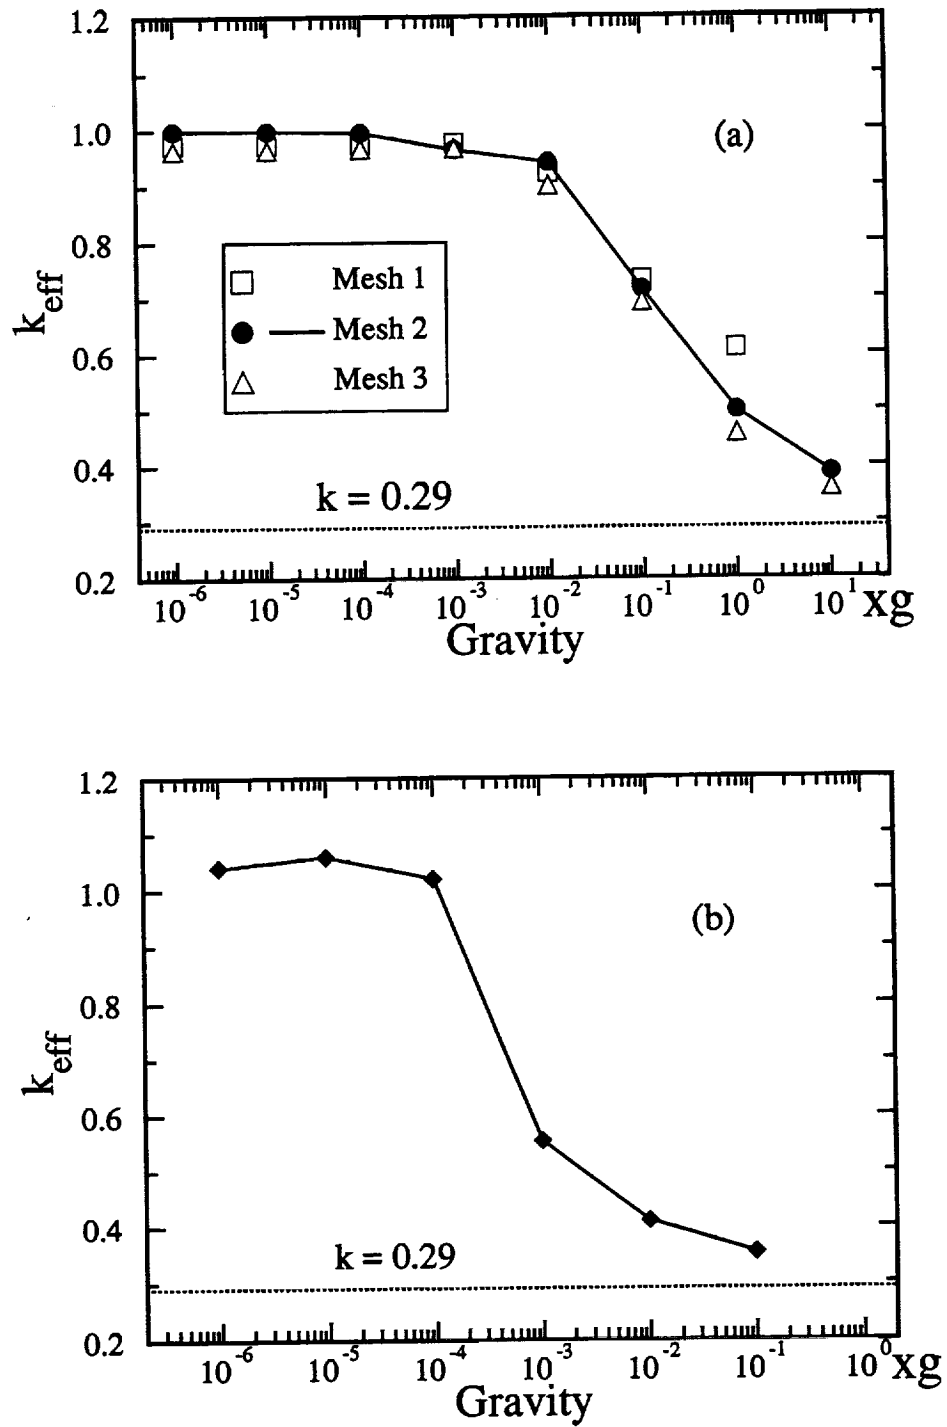 1.2
1.0
0.8
0.6
0.4
0.2
k_eff
(a)
Mesh 1
Mesh 2
Mesh 3
k = 0.29
10^-6 10^-5 10^-4 10^-3 10^-2 10^-1 10^0 10^1 xg
Gravity
1.2
1.0
0.8
0.6
0.4
0.2
k_eff
(b)
k = 0.29
10^-6 10^-5 10^-4 10^-3 10^-2 10^-1 10^0 xg
Gravity